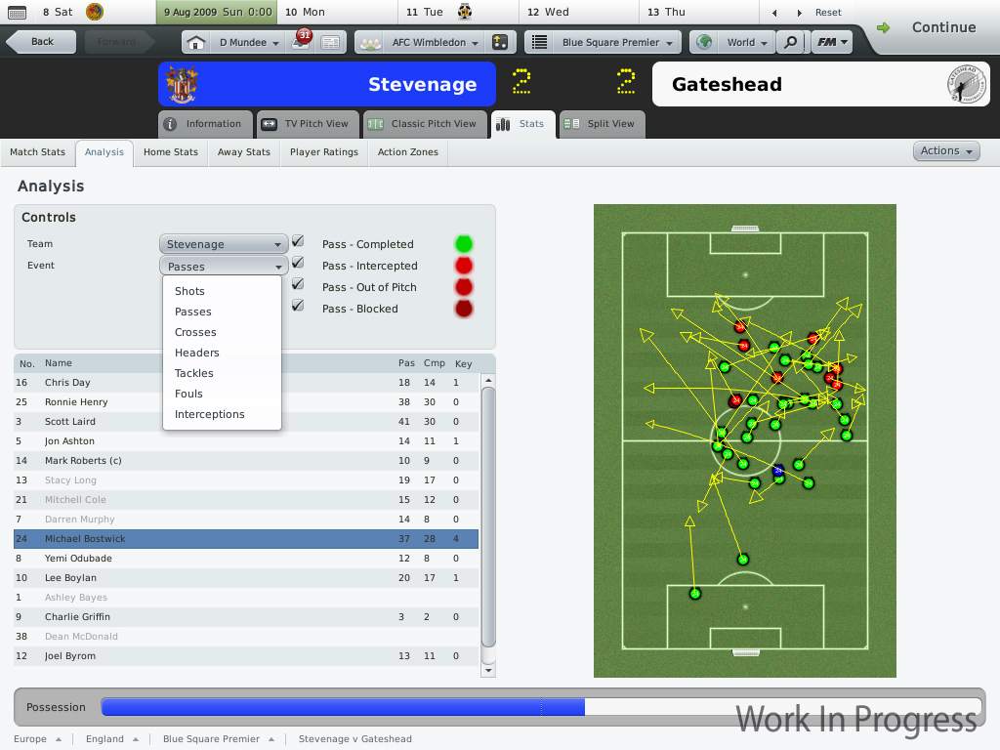 8 Sat 9 Aug 2009 Sun 0:00 10 Mon 11 Tue 12 Wed 13 Thu Reset
Continue
Back Forward D Mundee 31 AFC Wimbledon Blue Square Premier World FM
Stevenage 2 2 Gateshead
GATESHEAD
Information TV Pitch View Classic Pitch View Stats Split View
Match Stats Analysis Home Stats Away Stats Player Ratings Action Zones Actions
Analysis
Controls
Team Stevenage Pass - Completed
Event Passes Pass - Intercepted
Pass - Out of Pitch
Pass - Blocked
Shots
Passes
Crosses
Headers
Tackles
Fouls
Interceptions
No. Name Pas Cmp Key
16 Chris Day 18 14 1
25 Ronnie Henry 38 30 0
3 Scott Laird 41 30 0
5 Jon Ashton 14 11 1
14 Mark Roberts (c) 10 9 0
13 Stacy Long 19 17 0
21 Mitchell Cole 15 12 0
7 Darren Murphy 14 8 0
24 Michael Bostwick 37 28 4
8 Yemi Odubade 12 8 0
10 Lee Boylan 20 17 1
1 Ashley Bayes
9 Charlie Griffin 3 2 0
38 Dean McDonald
12 Joel Byrom 13 11 0
Possession
Work In Progress
Europe England Blue Square Premier Stevenage v Gateshead